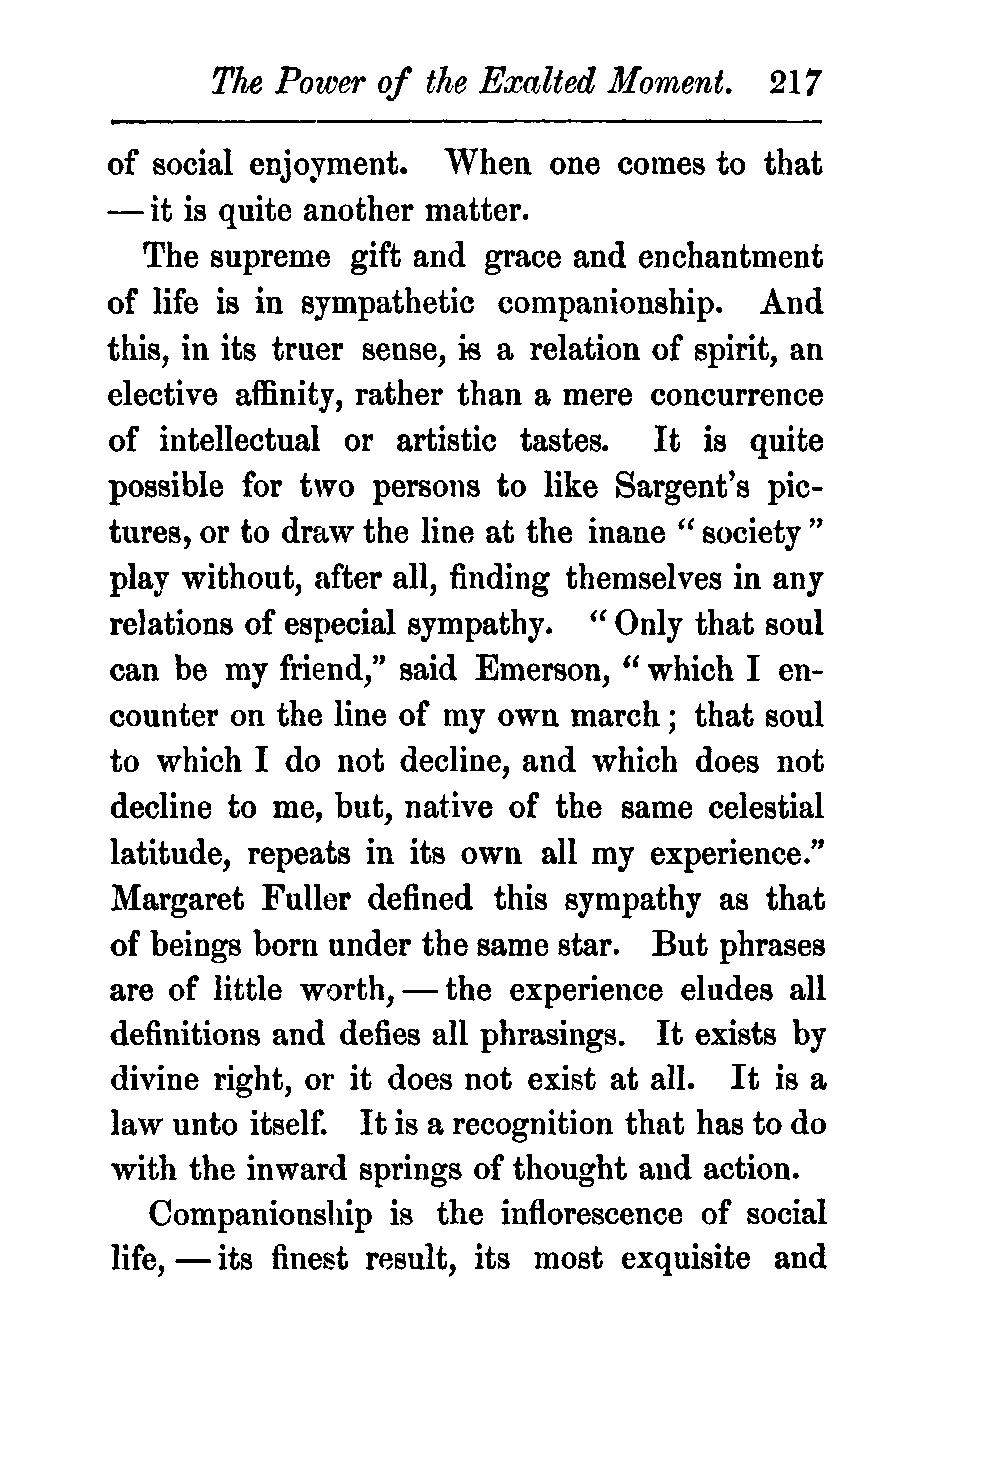 The Power of the Exalted Moment. 217
of social enjoyment. When one comes to that
— it is quite another matter.
The supreme gift and grace and enchantment
of life is in sympathetic companionship. And
this, in its truer sense, is a relation of spirit, an
elective affinity, rather than a mere concurrence
of intellectual or artistic tastes. It is quite
possible for two persons to like Sargent's pic-
tures, or to draw the line at the inane "society"
play without, after all, finding themselves in any
relations of especial sympathy. "Only that soul
can be my friend," said Emerson, "which I en-
counter on the line of my own march; that soul
to which I do not decline, and which does not
decline to me, but, native of the same celestial
latitude, repeats in its own all my experience."
Margaret Fuller defined this sympathy as that
of beings born under the same star. But phrases
are of little worth, — the experience eludes all
definitions and defies all phrasings. It exists by
divine right, or it does not exist at all. It is a
law unto itself. It is a recognition that has to do
with the inward springs of thought and action.
Companionship is the inflorescence of social
life, — its finest result, its most exquisite and